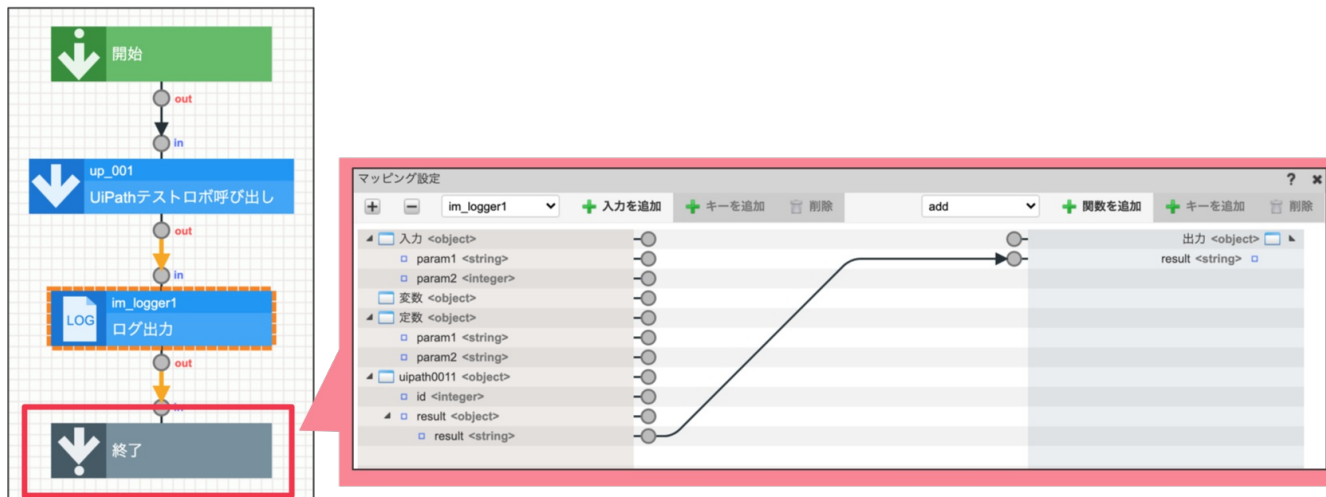 開始
out
in
up_001
UiPathテストロボ呼び出し
out
in
LOG
im_logger1
ログ出力
out
in
終了
マッピング設定
? ×
im_logger1 入力を追加 キーを追加 削除 add 関数を追加 キーを追加 削除
入力 <object> 出力 <object>
param1 <string> result <string>
param2 <integer>
変数 <object>
定数 <object>
param1 <string>
param2 <string>
uipath0011 <object>
id <integer>
result <object>
result <string>